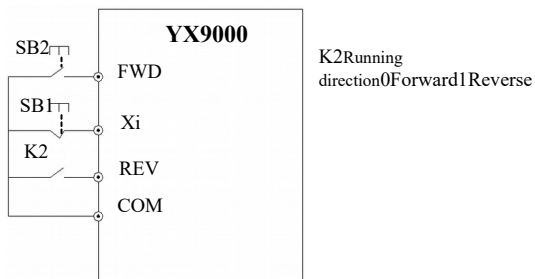 YX9000
SB2
FWD
SB1
Xi
K2
REV
COM
K2Running
direction0Forward1Reverse